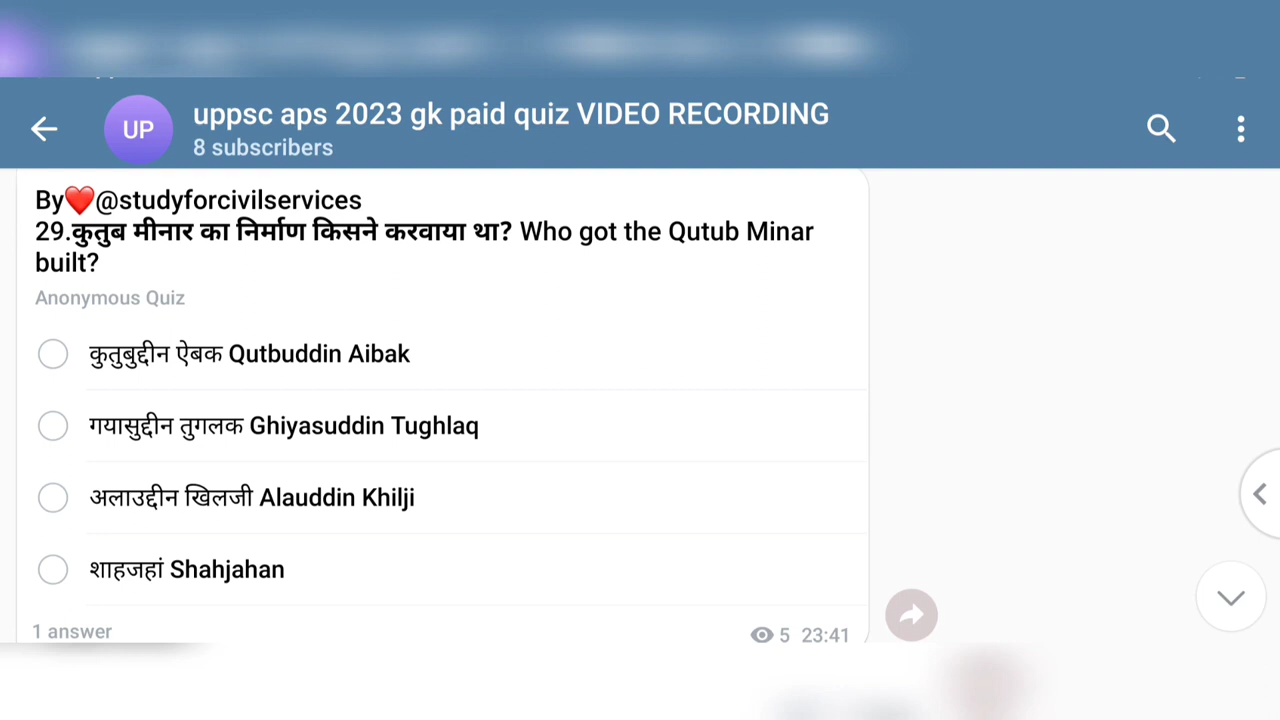 UP
uppsc aps 2023 gk paid quiz VIDEO RECORDING
8 subscribers
By❤️@studyforcivilservices
29.कुतुब मीनार का निर्माण किसने करवाया था? Who got the Qutub Minar
built?
Anonymous Quiz
कुतुबुद्दीन ऐबक Qutbuddin Aibak
गयासुद्दीन तुगलक Ghiyasuddin Tughlaq
अलाउद्दीन खिलजी Alauddin Khilji
शाहजहां Shahjahan
1 answer
5 23:41